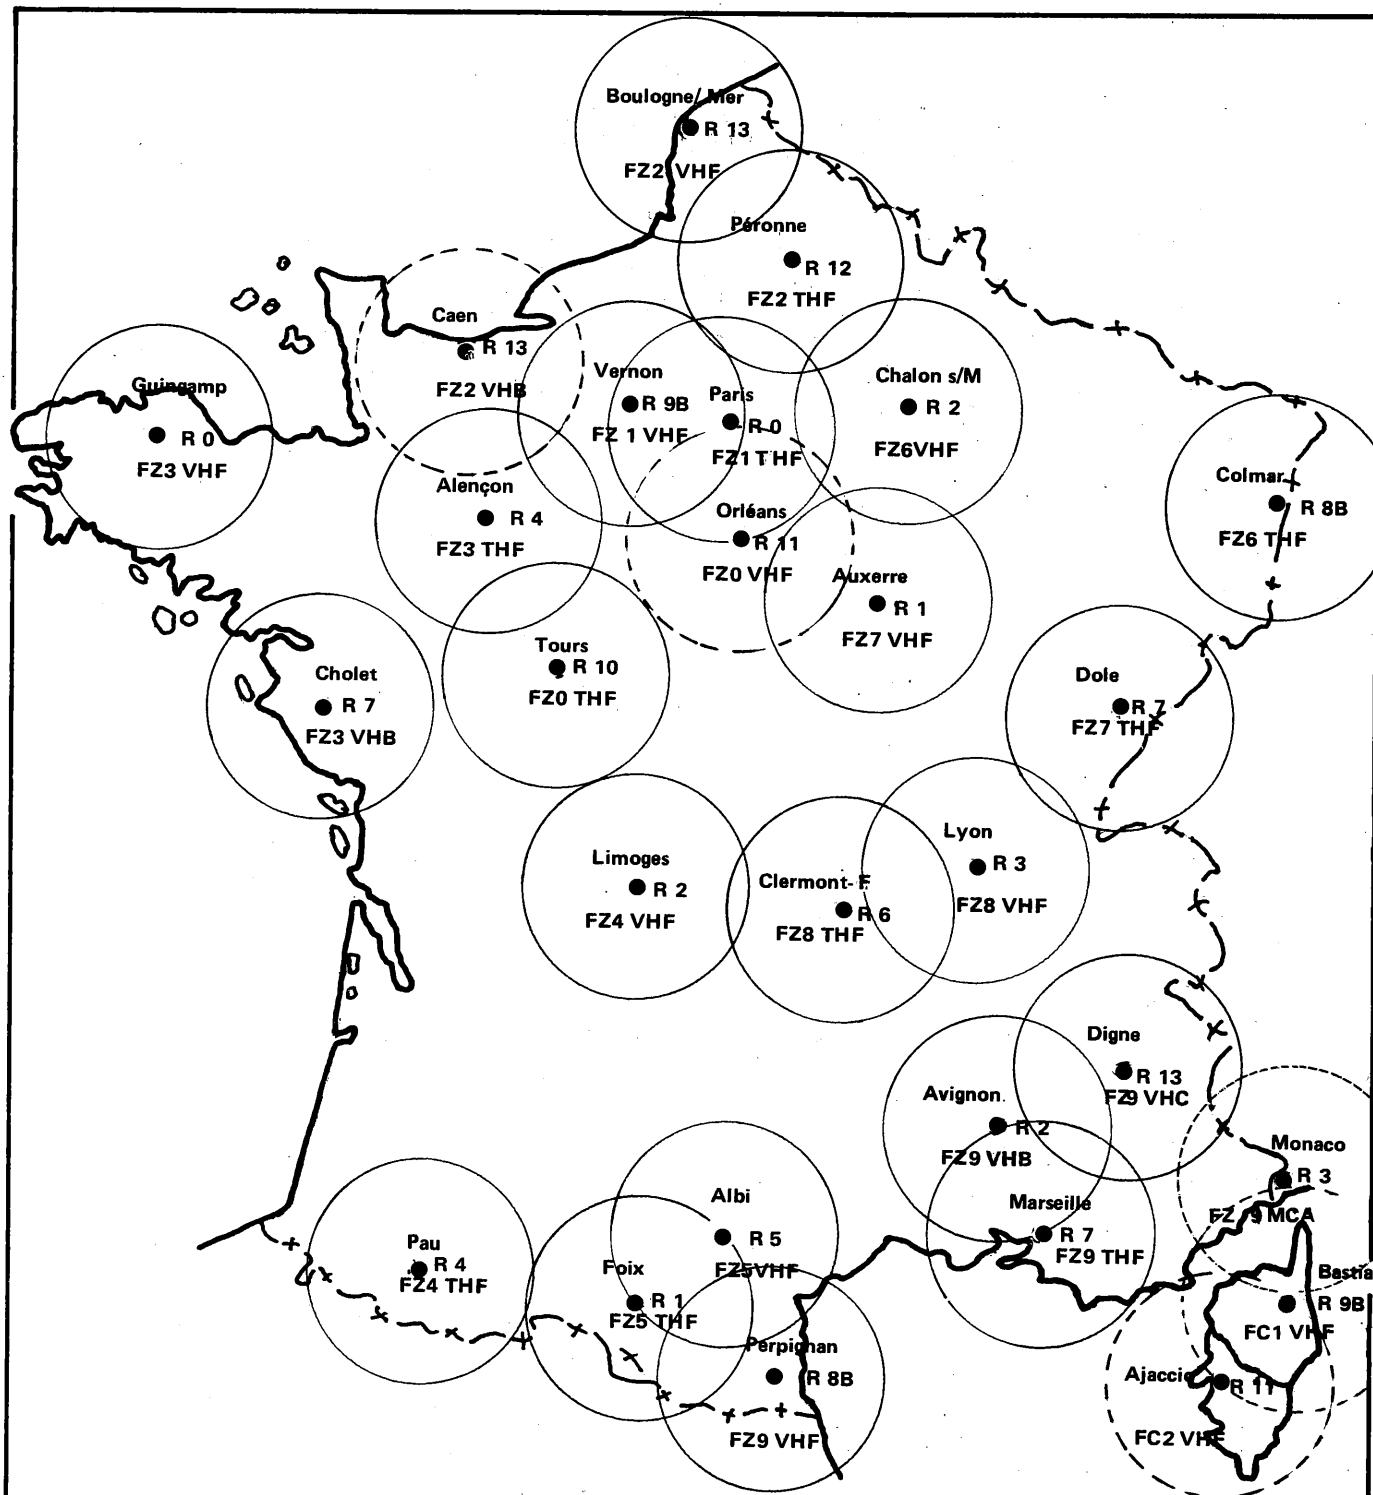 Boulogne/Mer
R 13
FZ2 VHF
Péronne
R 12
FZ2 THF
Caen
R 13
FZ2 VHB
Vernon
R 9B
FZ 1 VHF
Paris
R 0
FZ1 THF
Chalon s/M
R 2
FZ6VHF
Guingamp
R 0
FZ3 VHF
Colmar
R 8B
FZ6 THF
Alençon
R 4
FZ3 THF
Orléans
R 11
FZ0 VHF
Auxerre
R 1
FZ7 VHF
Tours
R 10
FZ0 THF
Cholet
R 7
FZ3 VHB
Dole
R 7
FZ7 THF
Lyon
R 3
FZ8 VHF
Limoges
R 2
FZ4 VHF
Clermont-F
R 6
FZ8 THF
Digne
R 13
FZ9 VHC
Avignon
R 2
FZ9 VHB
Monaco
R 3
FZ 9 MCA
Marseille
R 7
FZ9 THF
Albi
R 5
FZ5VHF
Pau
R 4
FZ4 THF
Foix
R 1
FZ5 THF
Bastia
R 9B
FC1 VHF
Perpignan
R 8B
FZ9 VHF
Ajaccio
R 11
FC2 VHF